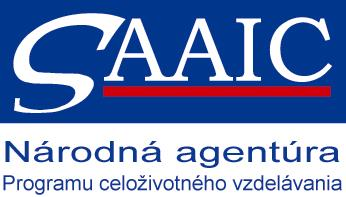 SAAIC
Národná agentúra
Programu celoživotného vzdelávania